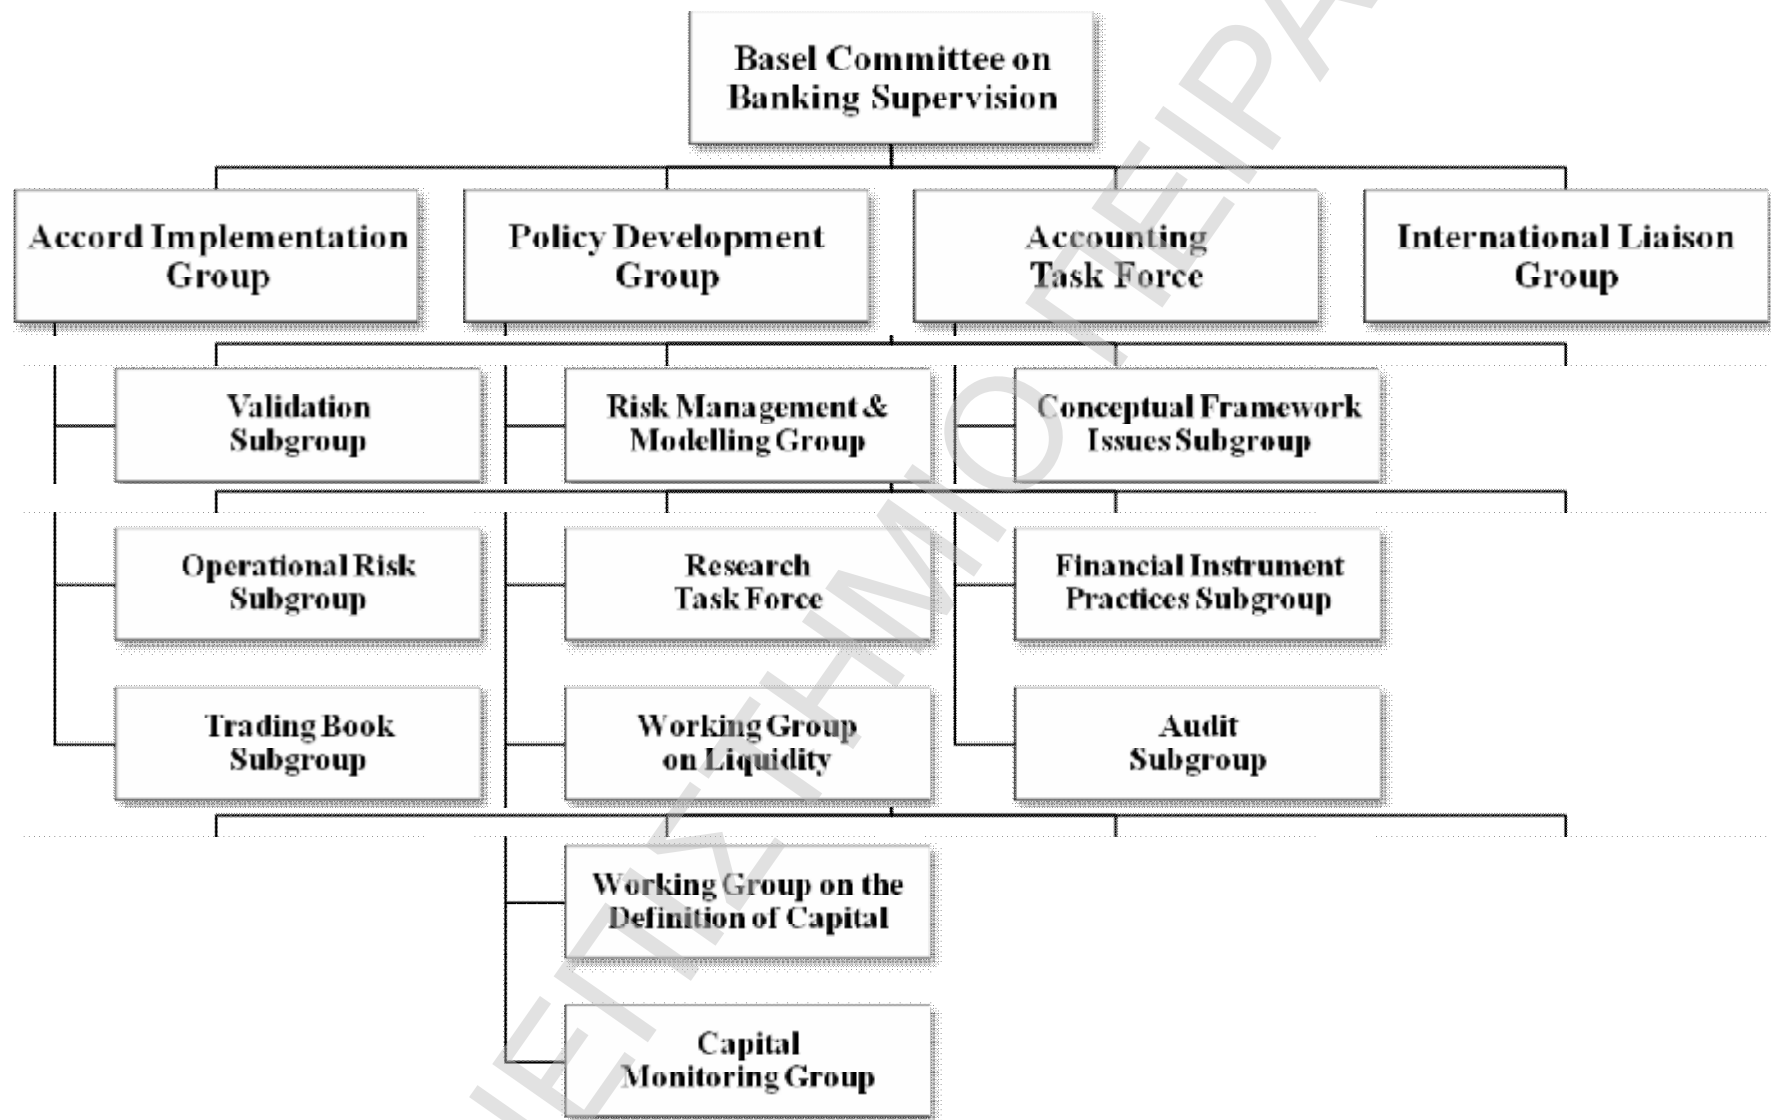 Basel Committee on
Banking Supervision
Accord Implementation
Group
Policy Development
Group
Accounting
Task Force
International Liaison
Group
Validation
Subgroup
Risk Management &
Modelling Group
Conceptual Framework
Issues Subgroup
Operational Risk
Subgroup
Research
Task Force
Financial Instrument
Practices Subgroup
Trading Book
Subgroup
Working Group
on Liquidity
Audit
Subgroup
Working Group on the
Definition of Capital
Capital
Monitoring Group